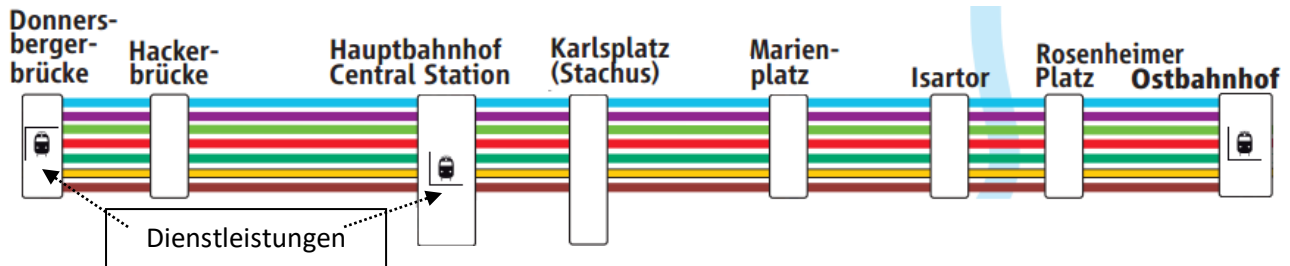 Donners-
berger-
brücke
Hacker-
brücke
Hauptbahnhof
Central Station
Karlsplatz
(Stachus)
Marien-
platz
Isartor
Rosenheimer
Platz
Ostbahnhof
Dienstleistungen